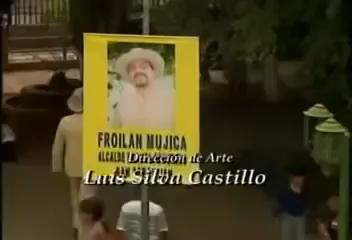 FROILAN MUJICA
ALCALDE
Dirección de Arte
Luis Silva Castillo